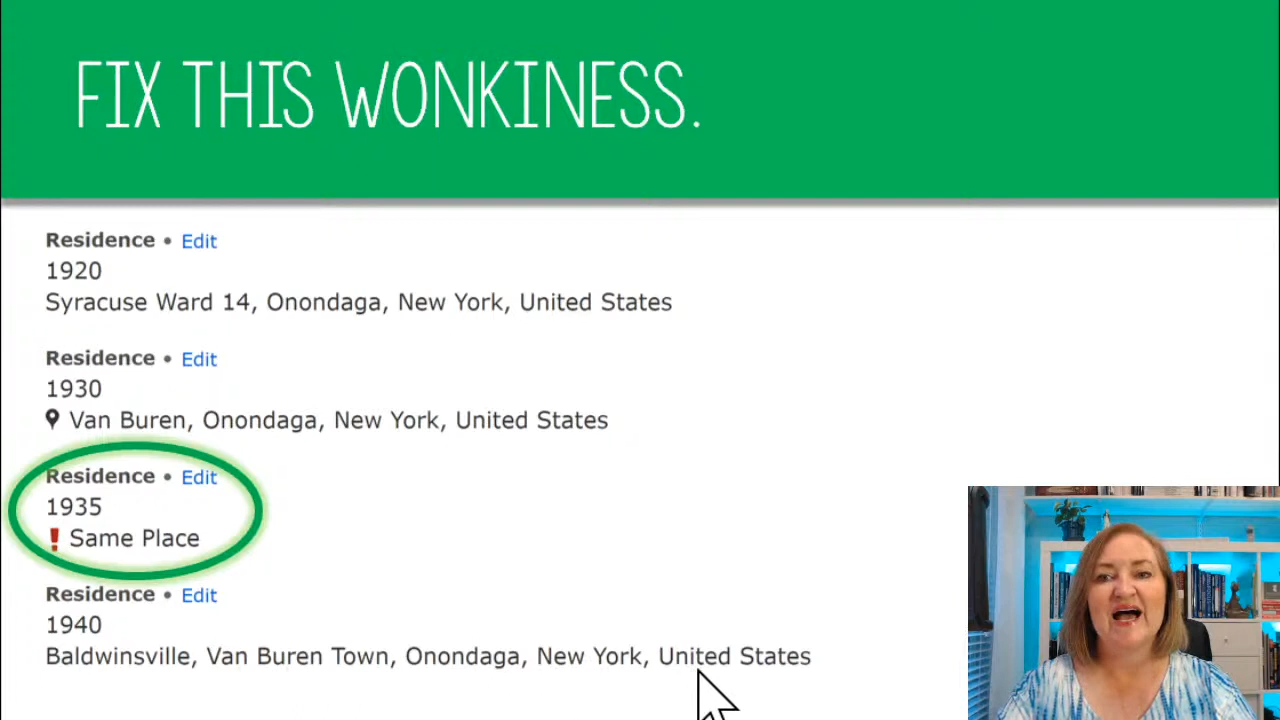 FIX THIS WONKINESS.
Residence • Edit
1920
Syracuse Ward 14, Onondaga, New York, United States
Residence • Edit
1930
Van Buren, Onondaga, New York, United States
Residence • Edit
1935
❗ Same Place
Residence • Edit
1940
Baldwinsville, Van Buren Town, Onondaga, New York, United States